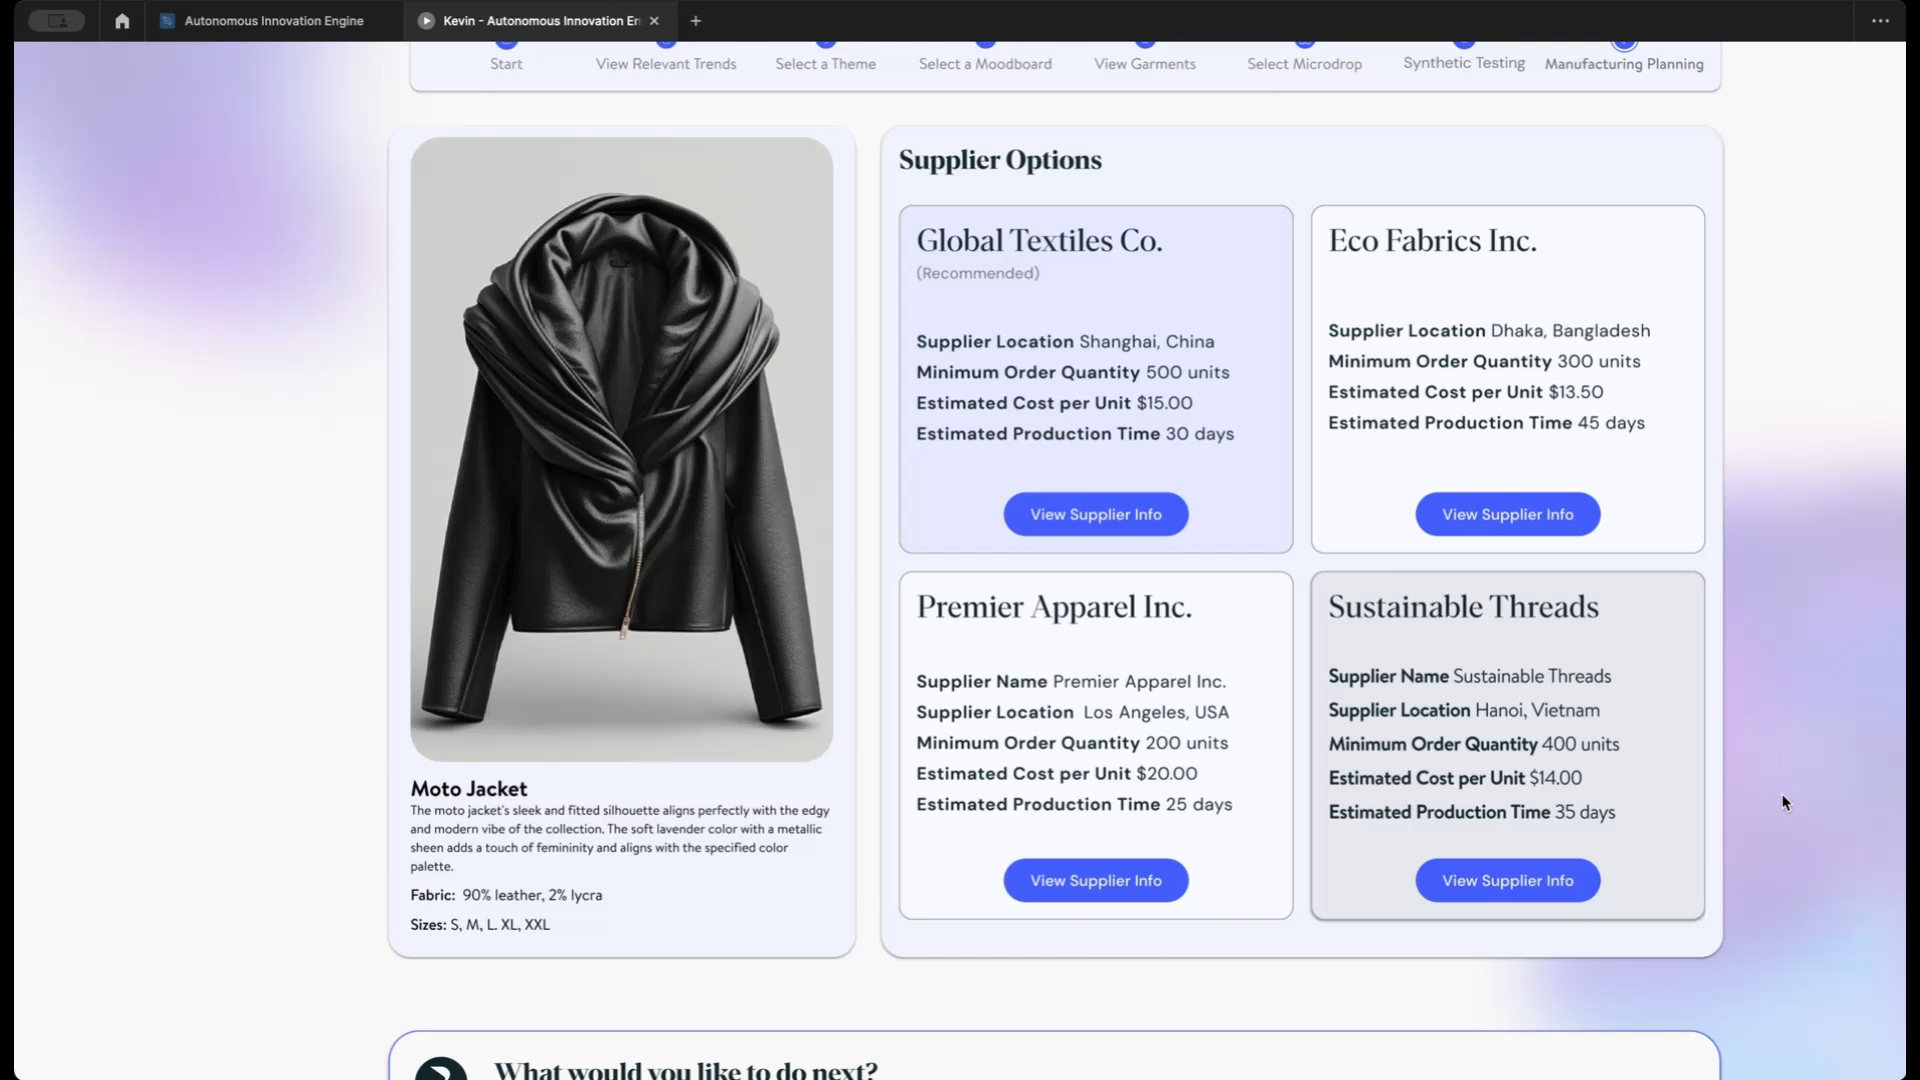 Autonomous Innovation Engine
Kevin - Autonomous Innovation En
Start
View Relevant Trends
Select a Theme
Select a Moodboard
View Garments
Select Microdrop
Synthetic Testing
Manufacturing Planning
Moto Jacket
The moto jacket's sleek and fitted silhouette aligns perfectly with the edgy
and modern vibe of the collection. The soft lavender color with a metallic
sheen adds a touch of femininity and aligns with the specified color
palette.
Fabric: 90% leather, 2% lycra
Sizes: S, M, L. XL, XXL
Supplier Options
Global Textiles Co.
(Recommended)
Supplier Location Shanghai, China
Minimum Order Quantity 500 units
Estimated Cost per Unit $15.00
Estimated Production Time 30 days
View Supplier Info
Eco Fabrics Inc.
Supplier Location Dhaka, Bangladesh
Minimum Order Quantity 300 units
Estimated Cost per Unit $13.50
Estimated Production Time 45 days
View Supplier Info
Premier Apparel Inc.
Supplier Name Premier Apparel Inc.
Supplier Location Los Angeles, USA
Minimum Order Quantity 200 units
Estimated Cost per Unit $20.00
Estimated Production Time 25 days
View Supplier Info
Sustainable Threads
Supplier Name Sustainable Threads
Supplier Location Hanoi, Vietnam
Minimum Order Quantity 400 units
Estimated Cost per Unit $14.00
Estimated Production Time 35 days
View Supplier Info
What would you like to do next?